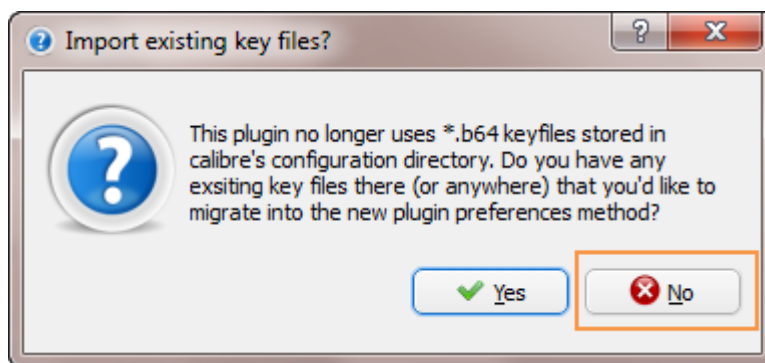 Import existing key files?
This plugin no longer uses *.b64 keyfiles stored in
calibre's configuration directory. Do you have any
exsiting key files there (or anywhere) that you'd like to
migrate into the new plugin preferences method?
Yes
No